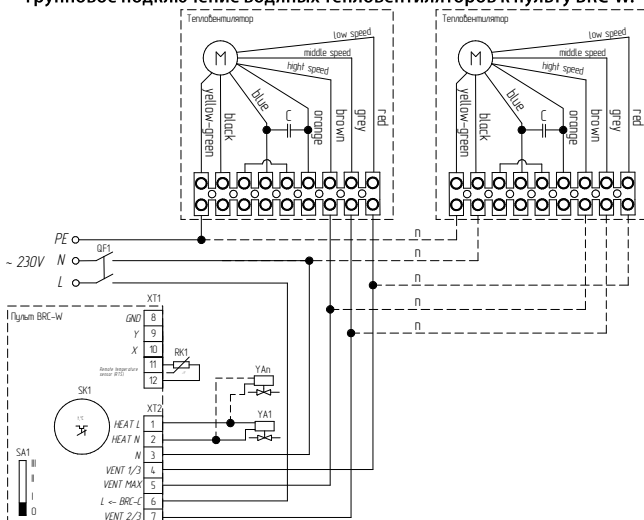 Групповое подключение водяных тепловентиляторов к пульту BRC-W.
Тепловентилятор
M
low speed
middle speed
hight speed
yellow-green
black
blue
C
orange
brown
grey
red
Тепловентилятор
M
low speed
middle speed
hight speed
yellow-green
black
blue
C
orange
brown
grey
red
PE
~ 230V
N
L
QF1
n
n
n
n
n
Пульт BRC-W
XT1
GND 8
Y 9
X 10
Remote temperature sensor (RTS)
11
12
RK1
SK1
t°C
YAn
YA1
XT2
HEAT L 1
HEAT N 2
N 3
VENT 1/3 4
VENT MAX 5
L <- BRC-C 6
VENT 2/3 7
SA1
III
II
I
0